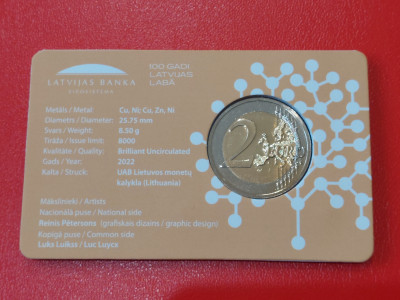 LATVIJAS BANKA
EIROSISTĒMA
100 GADI
LATVIJAS
LABĀ
Metāls / Metal: Cu, Ni; Cu, Zn, Ni
Diametrs / Diameter: 25.75 mm
Svars / Weight: 8.50 g
Tirāža / Issue limit: 8000
Kvalitāte / Quality: Brilliant Uncirculated
Gads / Year: 2022
Kalta / Struck: UAB Lietuvos monetų
kalykla (Lithuania)
Mākslinieki / Artists
Nacionālā puse / National side
Reinis Pētersons (grafiskais dizains / graphic design)
Kopējā puse / Common side
Luks Luikss / Luc Luycx
2
EURO